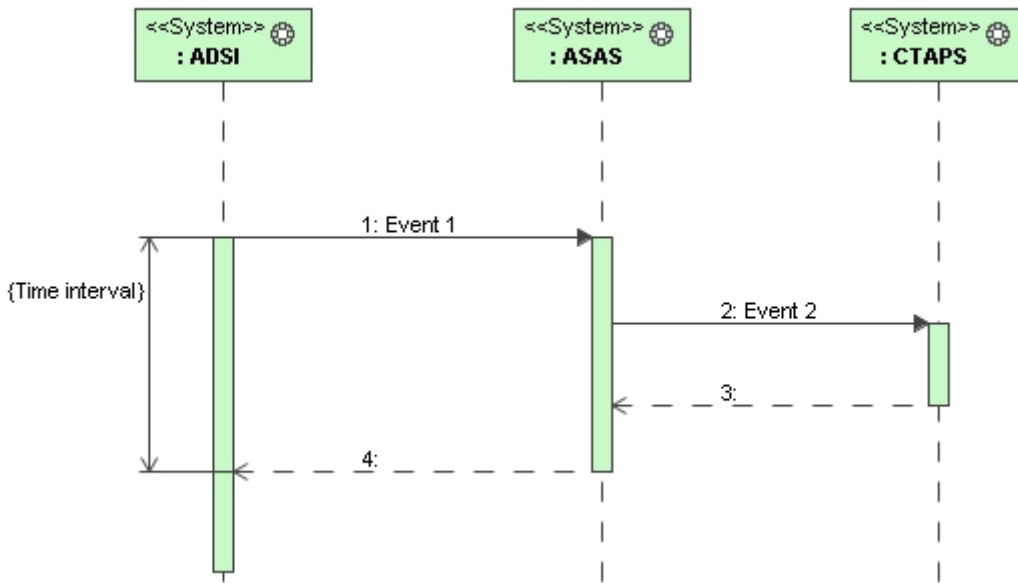 <<System>>
: ADSI
<<System>>
: ASAS
<<System>>
: CTAPS
1: Event 1
{Time interval}
2: Event 2
3:
4: